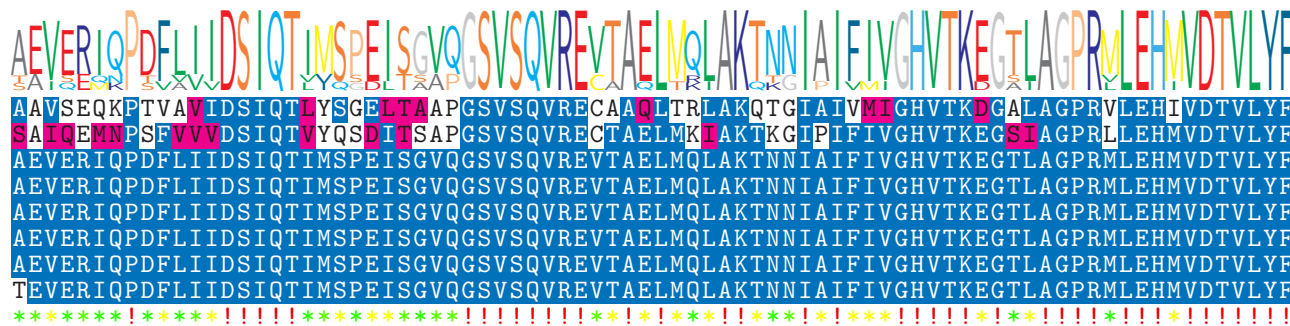 AEVERIQPDFLIIDSIQTIMSPEISGVQGSVSQVREVTAELMQLAKTNNIAIFIVGHVTKEGTLAGPRMLEHMVDTVLYF
AAVSEQKPTVAVIDSIQTLYSGELTAAPGSVSQVRECAAQLTRLAKQTGIAIVMIGHVTKDGALAGPRVLEHIVDTVLYF
SAIQEMNPSFVVVDSIQTVYQSDITSAPGSVSQVRECTAELMKIAKTKGIPIFIVGHVTKEGSIAGPRLLEHMVDTVLYF
AEVERIQPDFLIIDSIQTIMSPEISGVQGSVSQVREVTAELMQLAKTNNIAIFIVGHVTKEGTLAGPRMLEHMVDTVLYF
AEVERIQPDFLIIDSIQTIMSPEISGVQGSVSQVREVTAELMQLAKTNNIAIFIVGHVTKEGTLAGPRMLEHMVDTVLYF
AEVERIQPDFLIIDSIQTIMSPEISGVQGSVSQVREVTAELMQLAKTNNIAIFIVGHVTKEGTLAGPRMLEHMVDTVLYF
AEVERIQPDFLIIDSIQTIMSPEISGVQGSVSQVREVTAELMQLAKTNNIAIFIVGHVTKEGTLAGPRMLEHMVDTVLYF
AEVERIQPDFLIIDSIQTIMSPEISGVQGSVSQVREVTAELMQLAKTNNIAIFIVGHVTKEGTLAGPRMLEHMVDTVLYF
TEVERIQPDFLIIDSIQTIMSPEISGVQGSVSQVREVTAELMQLAKTNNIAIFIVGHVTKEGTLAGPRMLEHMVDTVLYF
*******!*****!!!!!**********!!!!!!!!**!*!***!!***!*!***!!!!!*!**!!!!*!!!*!!!!!!!